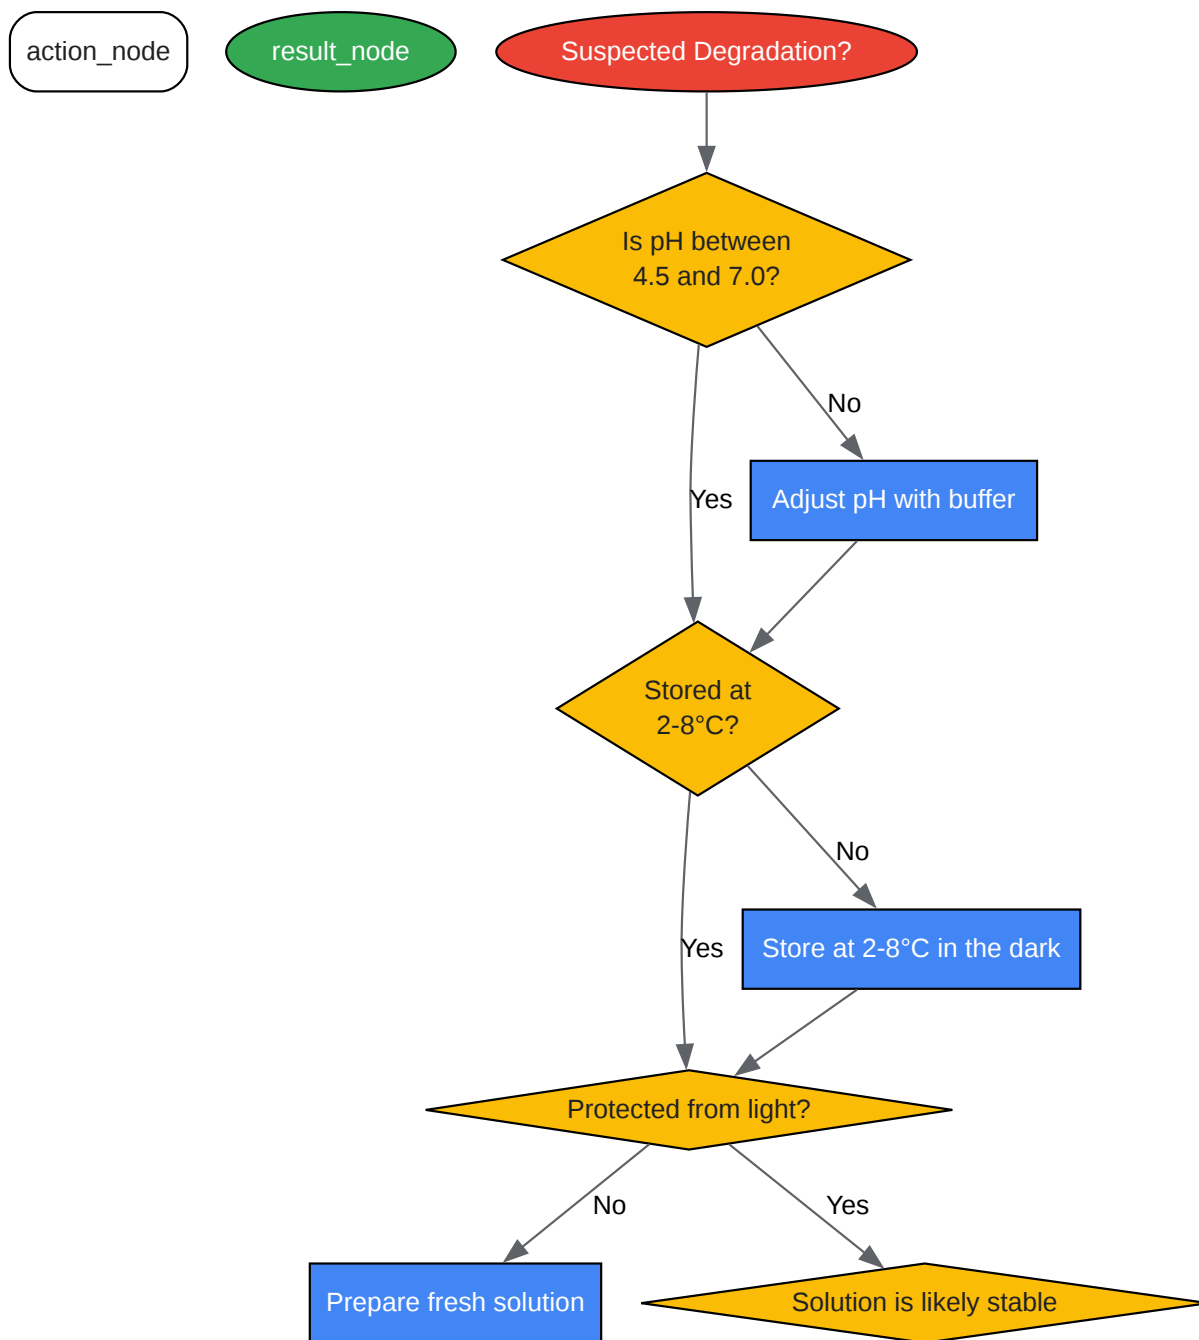 action_node
result_node
Suspected Degradation?
Is pH between
4.5 and 7.0?
No
Yes
Adjust pH with buffer
Stored at
2-8°C?
No
Yes
Store at 2-8°C in the dark
Protected from light?
No
Yes
Prepare fresh solution
Solution is likely stable